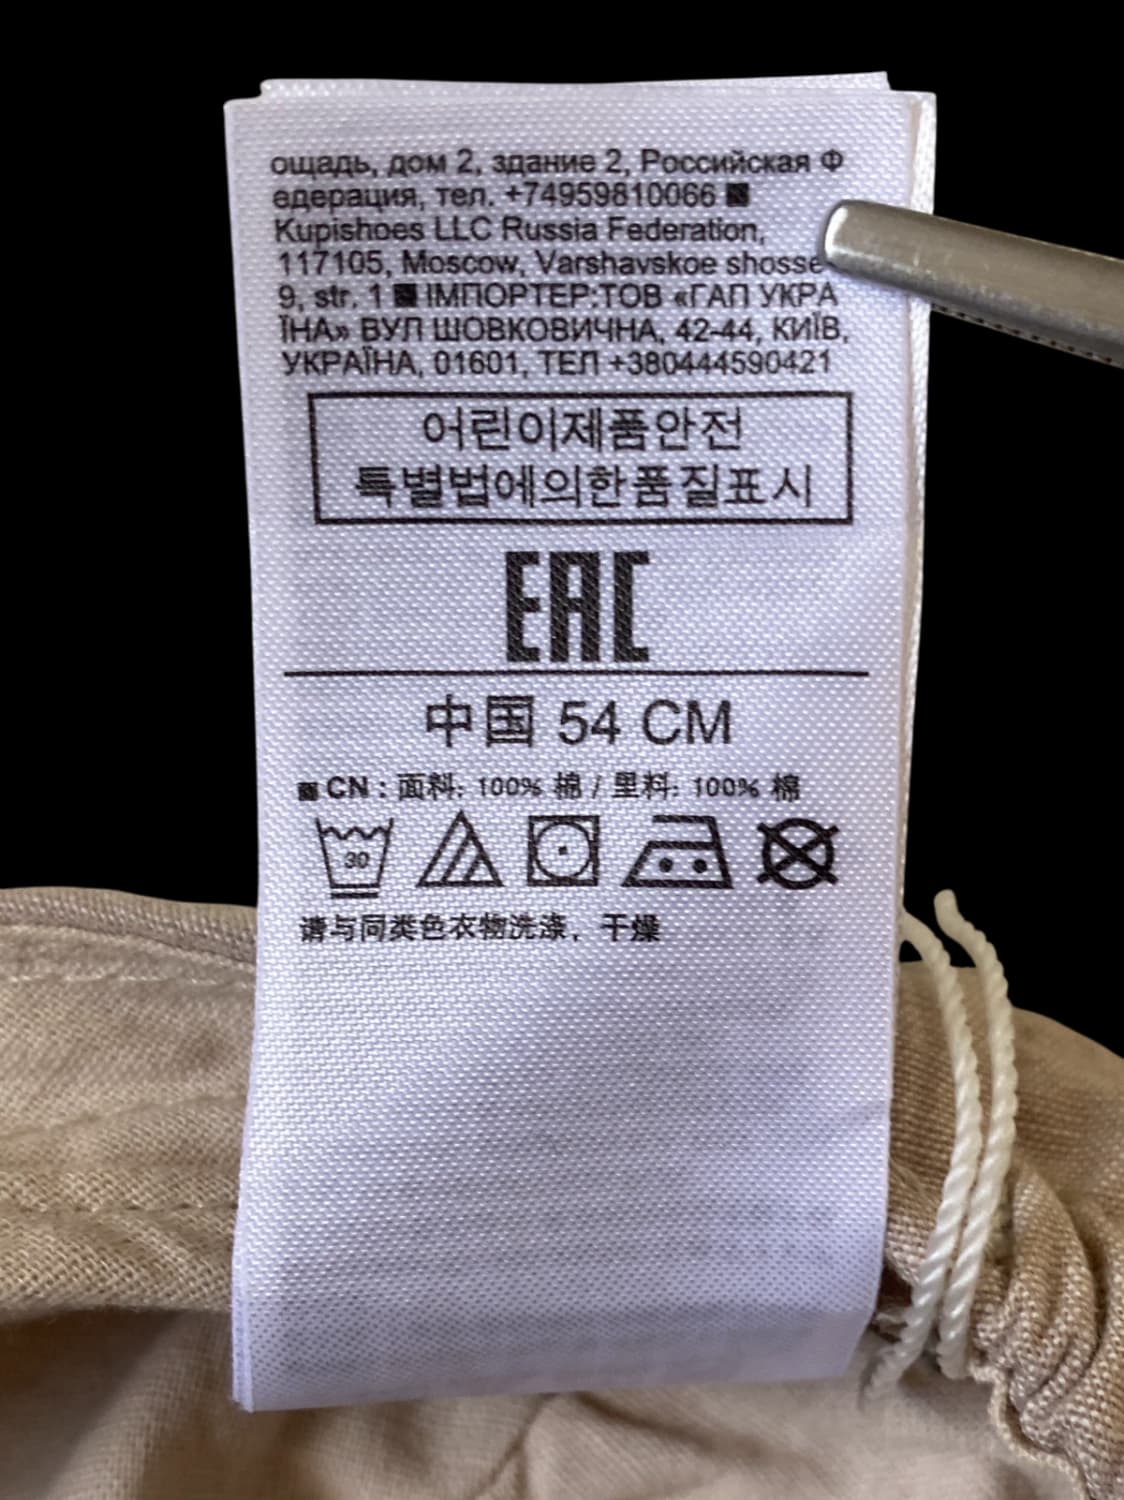 ощадь, дом 2, здание 2, Российская Ф
едерация, тел. +74959810066 ■
Kupishoes LLC Russia Federation,
117105, Moscow, Varshavskoe shosse
9, str. 1 ■ ІМПОРТЕР:ТОВ «ГАП УКРА
ЇНА» ВУЛ ШОВКОВИЧНА, 42-44, КИЇВ,
УКРАЇНА, 01601, ТЕЛ +380444590421
어린이제품안전
특별법에의한품질표시
EAC
中国 54 CM
■ CN : 面料: 100% 棉 / 里料: 100% 棉
30
请与同类色衣物洗涤，干燥